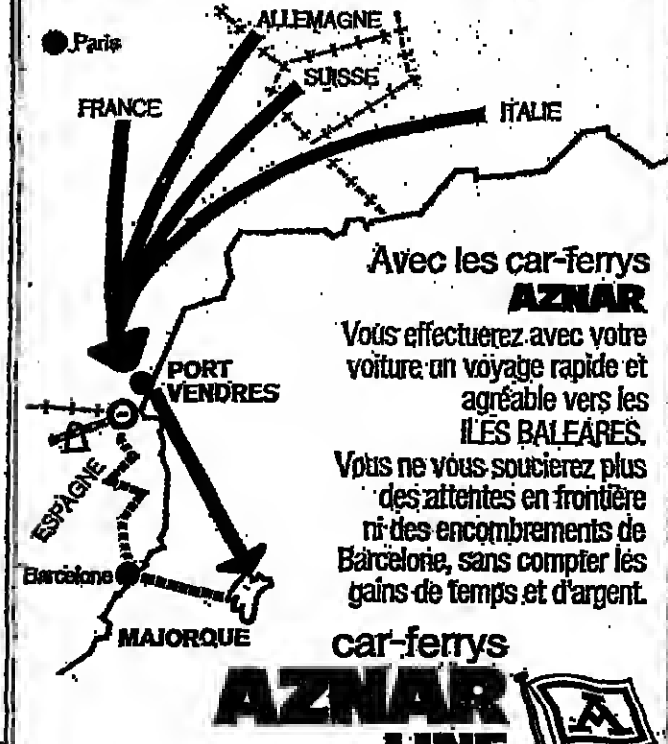 ALLEMAGNE
Paris
SUISSE
FRANCE
ITALIE
Avec les car-ferrys
AZNAR
Vous effectuerez avec votre
voiture un voyage rapide et
agréable vers les
ILES BALEARES.
Vous ne vous soucierez plus
des attentes en frontière
ni des encombrements de
Barcelone, sans compter les
gains de temps et d'argent.
PORT
VENDRES
ESPAGNE
Barcelone
MAJORQUE
car-ferrys
AZNAR
LINE
A